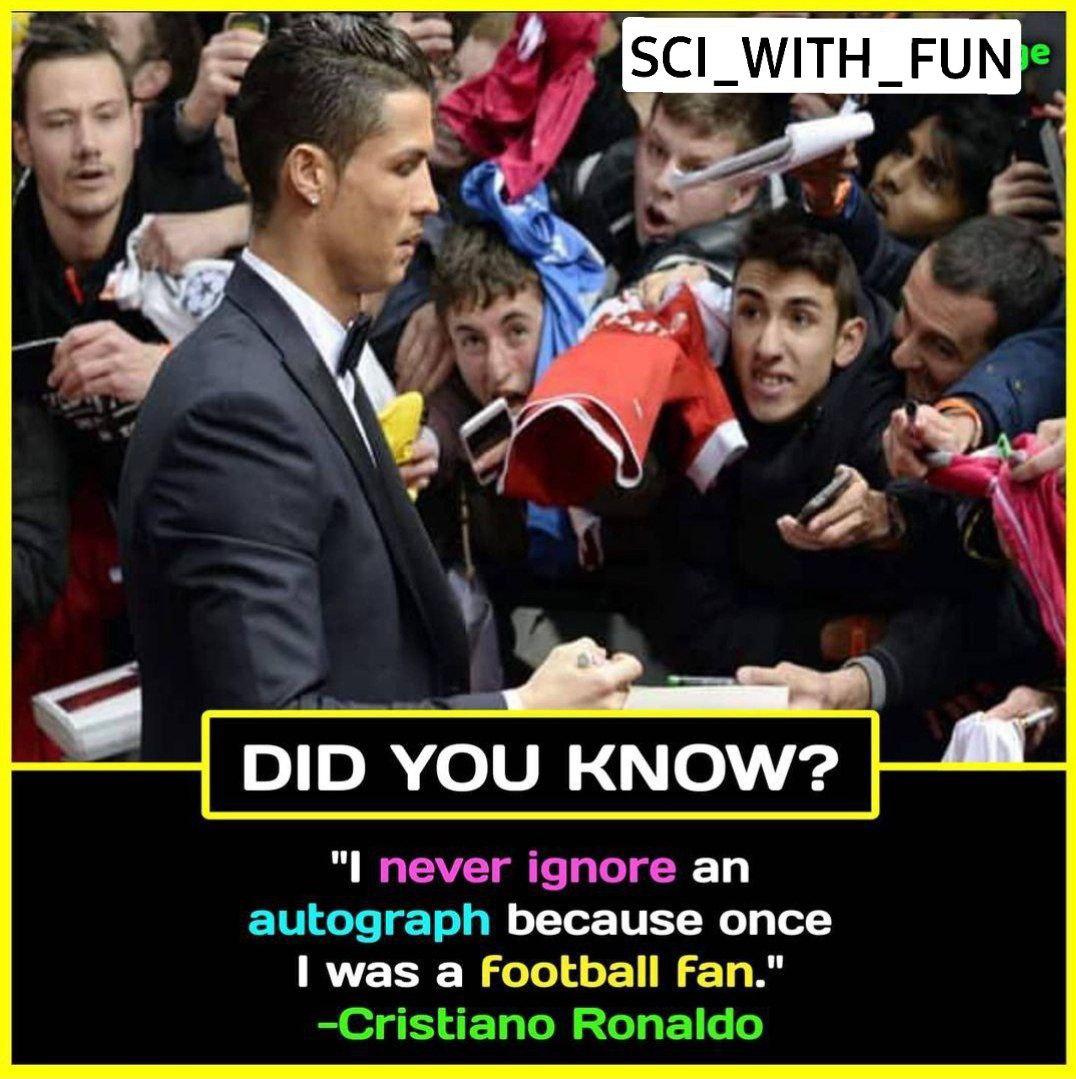 SCI_WITH_FUN
DID YOU KNOW?
"I never ignore an
autograph because once
I was a football fan."
-Cristiano Ronaldo